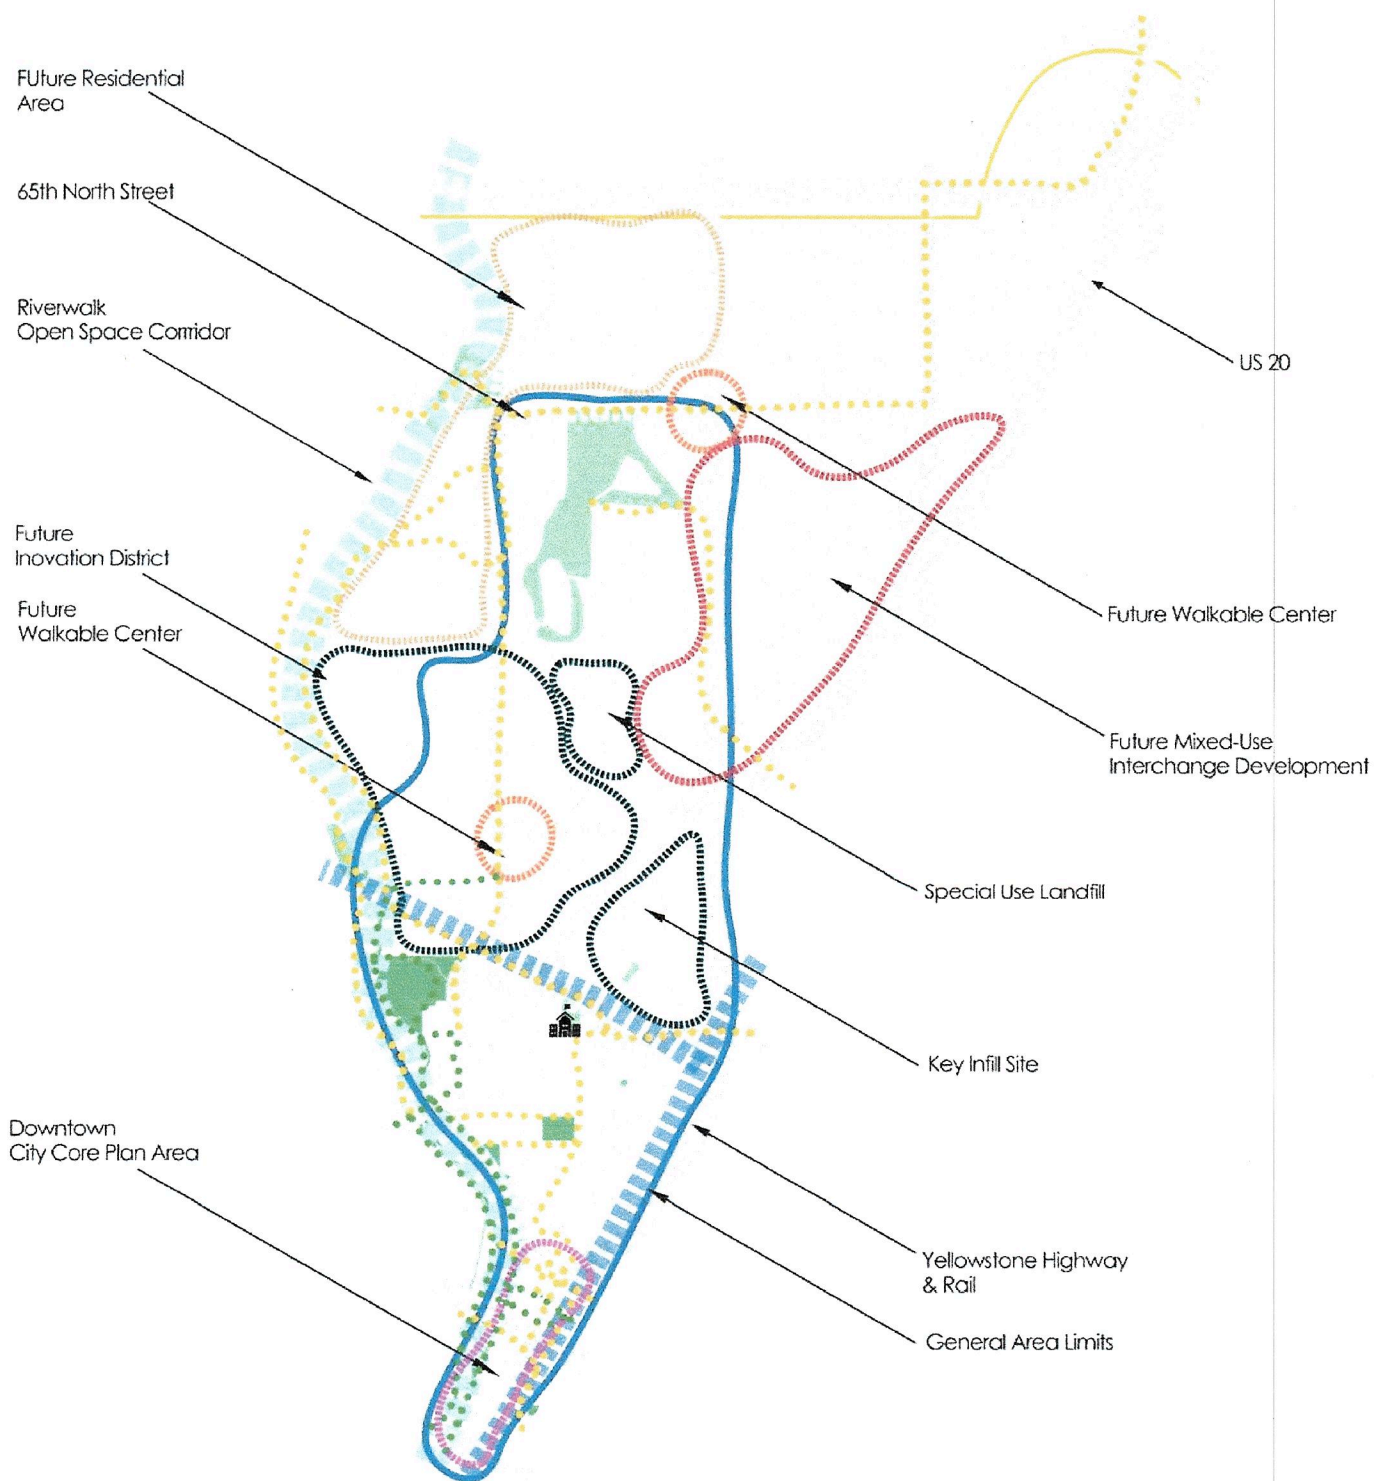 FUture Residential
Area
65th North Street
Riverwalk
Open Space Corrridor
Future
Inovation District
Future
Walkable Center
Downtown
City Core Plan Area
US 20
Future Walkable Center
Future Mixed-Use
Interchange Development
Special Use Landfill
Key Infill Site
Yellowstone Highway
& Rail
General Area Limits